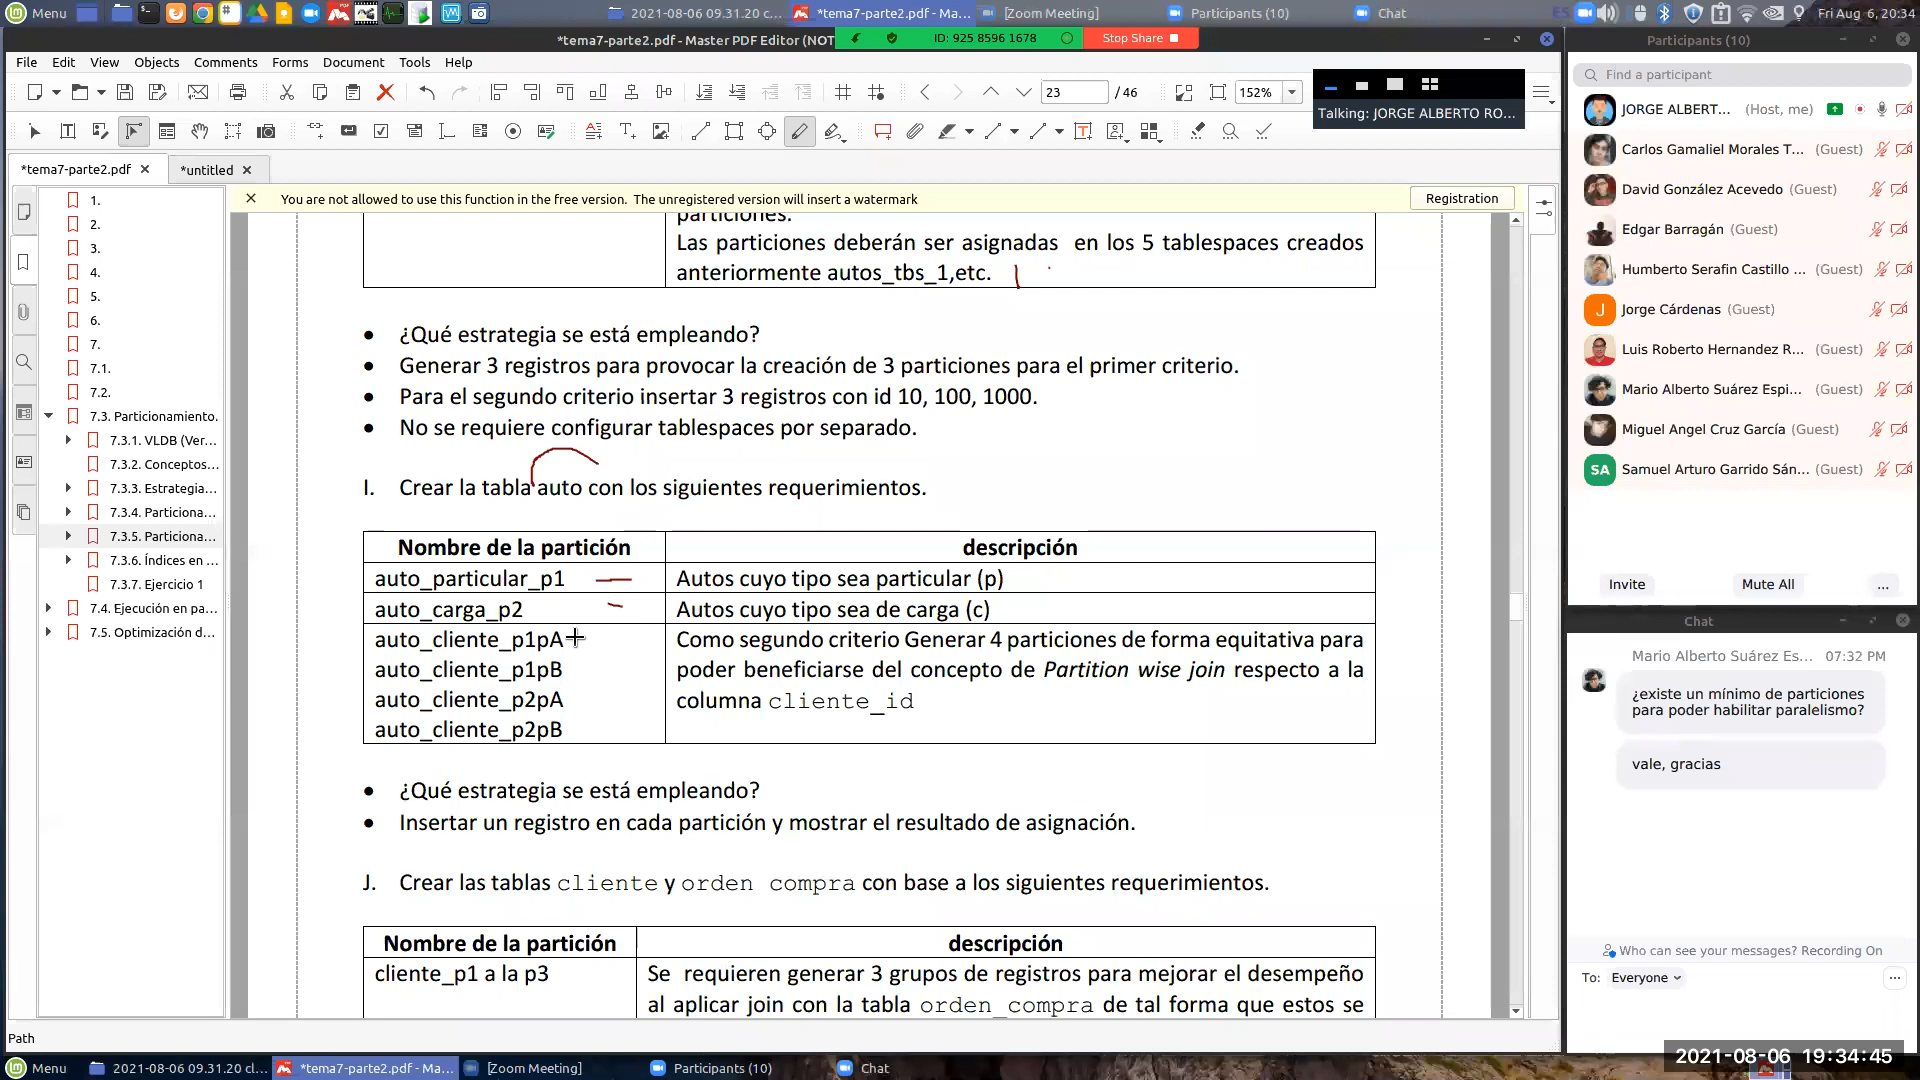 Menu
2021-08-06 09.31.20 c...
*tema7-parte2.pdf - Ma...
[Zoom Meeting]
Participants (10)
Chat
ES
Fri Aug 6, 20:34
*tema7-parte2.pdf - Master PDF Editor (NOT
ID: 925 8596 1678
Stop Share
File Edit View Objects Comments Forms Document Tools Help
23 / 46
152%
Talking: JORGE ALBERTO RO...
*tema7-parte2.pdf
*untitled
You are not allowed to use this function in the free version. The unregistered version will insert a watermark
Registration
1.
2.
3.
4.
5.
6.
7.
7.1.
7.2.
7.3. Particionamiento.
7.3.1. VLDB (Ver...
7.3.2. Conceptos...
7.3.3. Estrategia...
7.3.4. Particiona...
7.3.5. Particiona...
7.3.6. Índices en ...
7.3.7. Ejercicio 1
7.4. Ejecución en pa...
7.5. Optimización d...
particiones.
Las particiones deberán ser asignadas en los 5 tablespaces creados
anteriormente autos_tbs_1,etc.
• ¿Qué estrategia se está empleando?
• Generar 3 registros para provocar la creación de 3 particiones para el primer criterio.
• Para el segundo criterio insertar 3 registros con id 10, 100, 1000.
• No se requiere configurar tablespaces por separado.
I. Crear la tabla auto con los siguientes requerimientos.
Nombre de la partición
descripción
auto_particular_p1
Autos cuyo tipo sea particular (p)
auto_carga_p2
Autos cuyo tipo sea de carga (c)
auto_cliente_p1pA
auto_cliente_p1pB
auto_cliente_p2pA
auto_cliente_p2pB
Como segundo criterio Generar 4 particiones de forma equitativa para
poder beneficiarse del concepto de Partition wise join respecto a la
columna cliente_id
• ¿Qué estrategia se está empleando?
• Insertar un registro en cada partición y mostrar el resultado de asignación.
J. Crear las tablas cliente y orden compra con base a los siguientes requerimientos.
Nombre de la partición
descripción
cliente_p1 a la p3
Se requieren generar 3 grupos de registros para mejorar el desempeño
al aplicar join con la tabla orden_compra de tal forma que estos se
Path
Participants (10)
Find a participant
JORGE ALBERT... (Host, me)
Carlos Gamaliel Morales T... (Guest)
David González Acevedo (Guest)
Edgar Barragán (Guest)
Humberto Serafin Castillo ... (Guest)
J
Jorge Cárdenas (Guest)
Luis Roberto Hernandez R... (Guest)
Mario Alberto Suárez Espi... (Guest)
Miguel Angel Cruz García (Guest)
SA
Samuel Arturo Garrido Sán... (Guest)
Invite
Mute All
...
Chat
Mario Alberto Suárez Es... 07:32 PM
¿existe un mínimo de particiones
para poder habilitar paralelismo?
vale, gracias
Who can see your messages? Recording On
To: Everyone
Menu
2021-08-06 09.31.20 cl...
*tema7-parte2.pdf - Ma...
[Zoom Meeting]
Participants (10)
Chat
2021-08-06 19:34:45